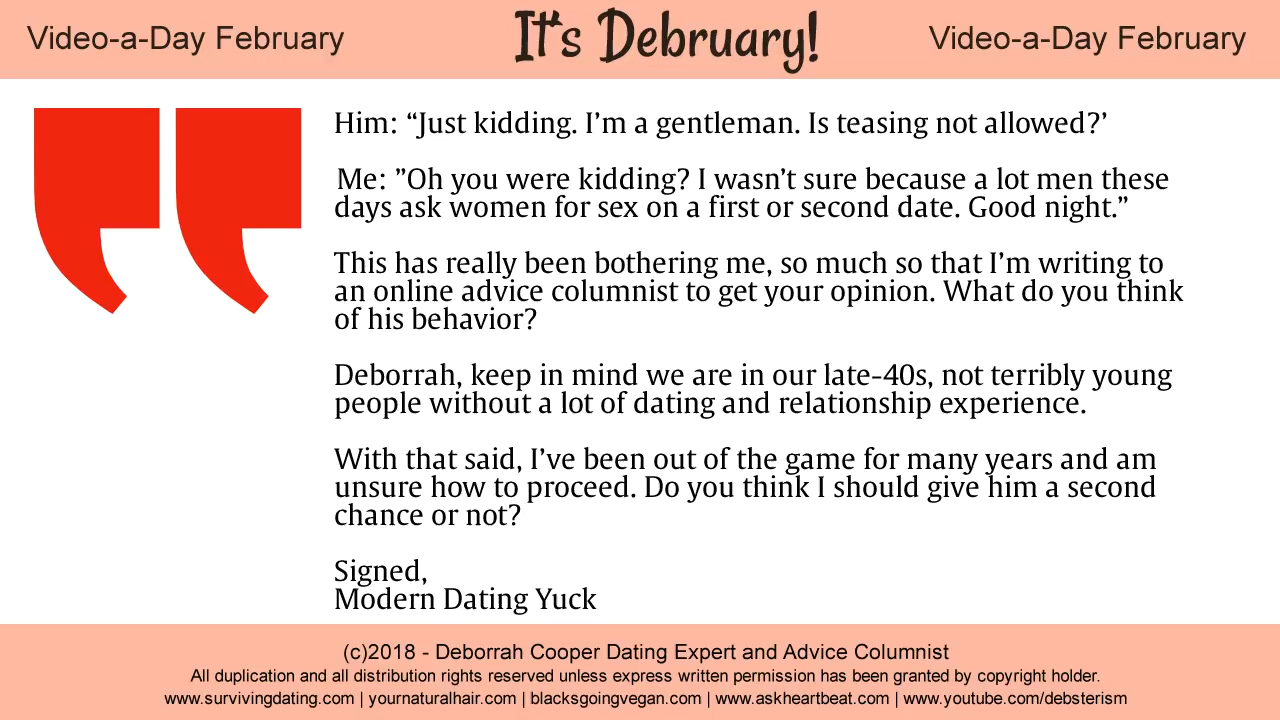 Video-a-Day February
It's Debruary!
Video-a-Day February
Him: “Just kidding. I’m a gentleman. Is teasing not allowed?’
Me: ”Oh you were kidding? I wasn’t sure because a lot men these
days ask women for sex on a first or second date. Good night.”
This has really been bothering me, so much so that I’m writing to
an online advice columnist to get your opinion. What do you think
of his behavior?
Deborrah, keep in mind we are in our late-40s, not terribly young
people without a lot of dating and relationship experience.
With that said, I’ve been out of the game for many years and am
unsure how to proceed. Do you think I should give him a second
chance or not?
Signed,
Modern Dating Yuck
(c)2018 - Deborrah Cooper Dating Expert and Advice Columnist
All duplication and all distribution rights reserved unless express written permission has been granted by copyright holder.
www.survivingdating.com | yournaturalhair.com | blacksgoingvegan.com | www.askheartbeat.com | www.youtube.com/debsterism